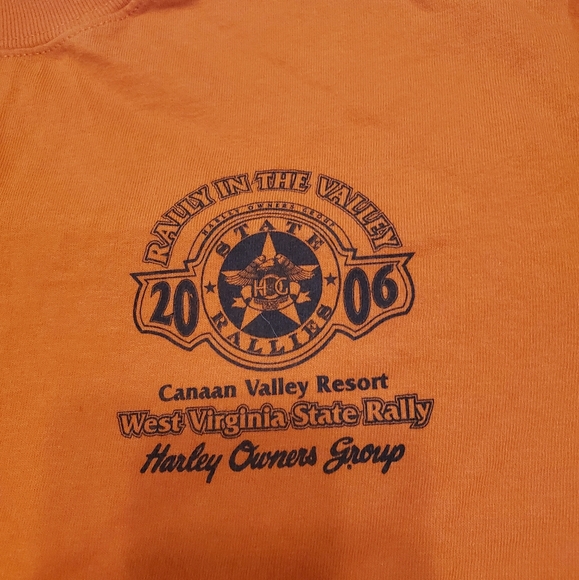 RALLY IN THE VALLEY
HARLEY OWNERS GROUP
STATE
20 06
RALLIES
Canaan Valley Resort
West Virginia State Rally
Harley Owners Group